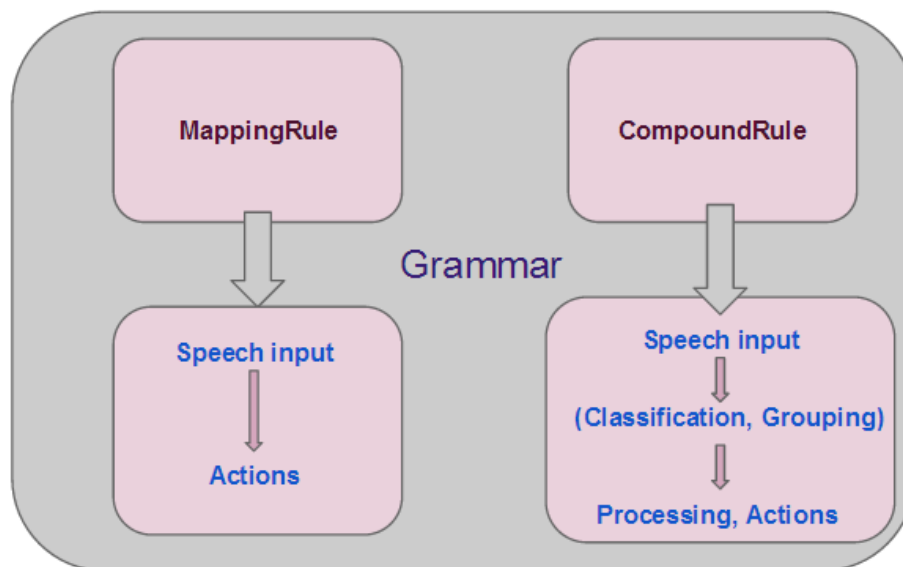 MappingRule
CompoundRule
Grammar
Speech input
Actions
Speech input
(Classification, Grouping)
Processing, Actions